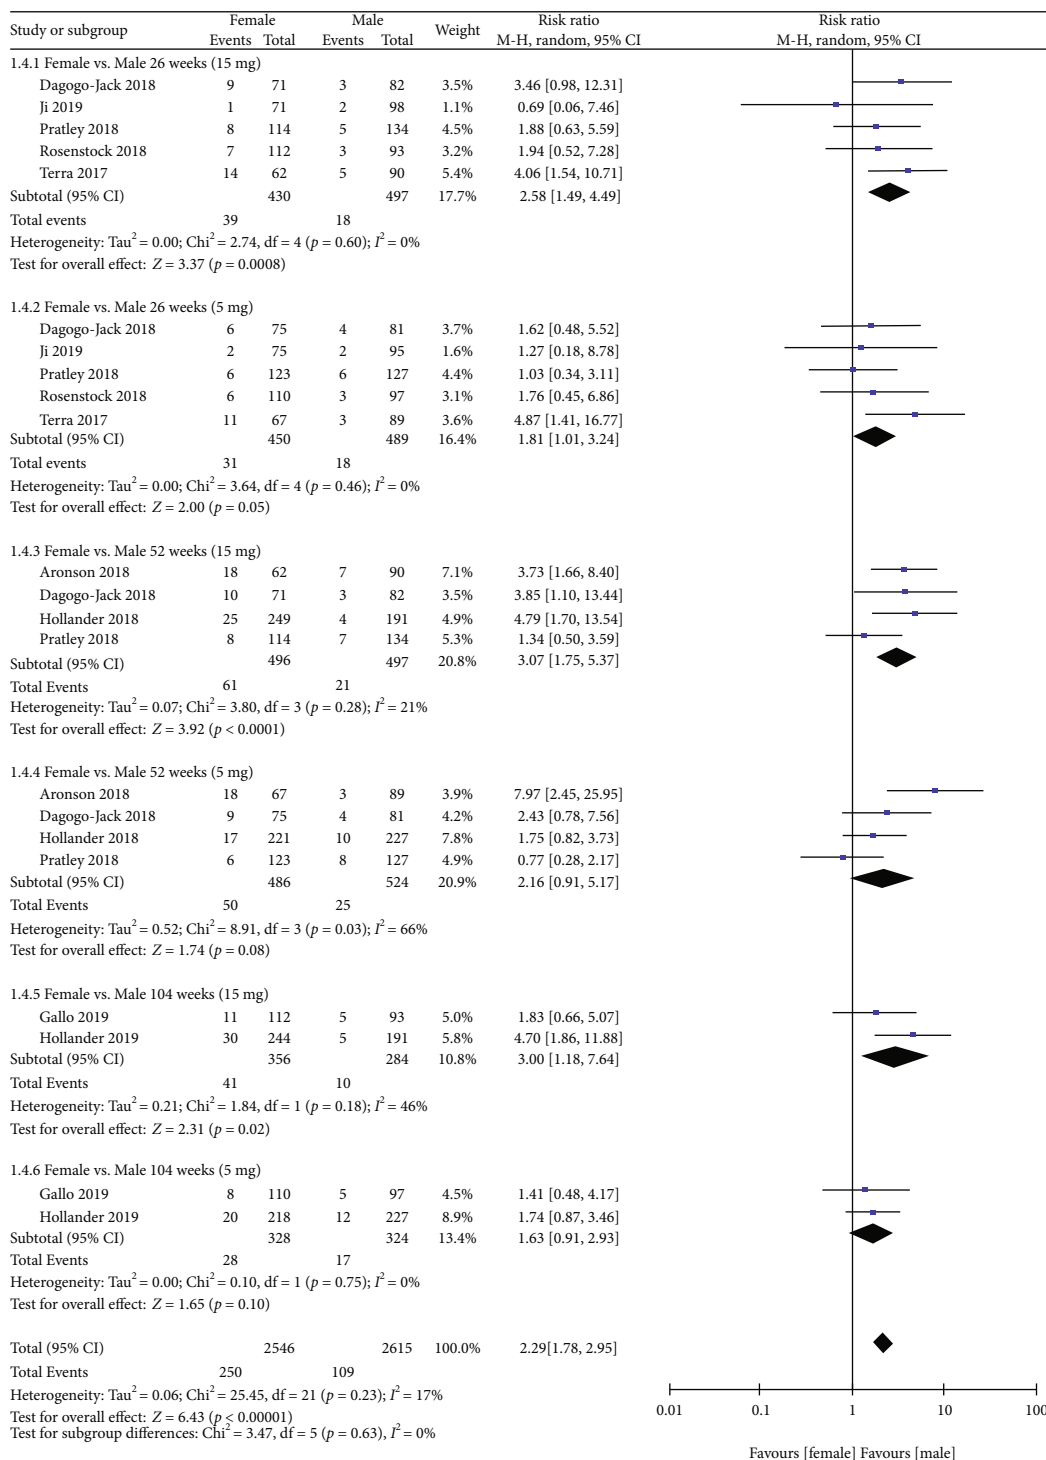 Study or subgroup Female Male Weight Risk ratio Risk ratio
Events Total Events Total M-H, random, 95% CI M-H, random, 95% CI
1.4.1 Female vs. Male 26 weeks (15 mg)
Dagogo-Jack 2018 9 71 3 82 3.5% 3.46 [0.98, 12.31]
Ji 2019 1 71 2 98 1.1% 0.69 [0.06, 7.46]
Pratley 2018 8 114 5 134 4.5% 1.88 [0.63, 5.59]
Rosenstock 2018 7 112 3 93 3.2% 1.94 [0.52, 7.28]
Terra 2017 14 62 5 90 5.4% 4.06 [1.54, 10.71]
Subtotal (95% CI) 430 497 17.7% 2.58 [1.49, 4.49]
Total events 39 18
Heterogeneity: Tau² = 0.00; Chi² = 2.74, df = 4 (p = 0.60); I² = 0%
Test for overall effect: Z = 3.37 (p = 0.0008)
1.4.2 Female vs. Male 26 weeks (5 mg)
Dagogo-Jack 2018 6 75 4 81 3.7% 1.62 [0.48, 5.52]
Ji 2019 2 75 2 95 1.6% 1.27 [0.18, 8.78]
Pratley 2018 6 123 6 127 4.4% 1.03 [0.34, 3.11]
Rosenstock 2018 6 110 3 97 3.1% 1.76 [0.45, 6.86]
Terra 2017 11 67 3 89 3.6% 4.87 [1.41, 16.77]
Subtotal (95% CI) 450 489 16.4% 1.81 [1.01, 3.24]
Total events 31 18
Heterogeneity: Tau² = 0.00; Chi² = 3.64, df = 4 (p = 0.46); I² = 0%
Test for overall effect: Z = 2.00 (p = 0.05)
1.4.3 Female vs. Male 52 weeks (15 mg)
Aronson 2018 18 62 7 90 7.1% 3.73 [1.66, 8.40]
Dagogo-Jack 2018 10 71 3 82 3.5% 3.85 [1.10, 13.44]
Hollander 2018 25 249 4 191 4.9% 4.79 [1.70, 13.54]
Pratley 2018 8 114 7 134 5.3% 1.34 [0.50, 3.59]
Subtotal (95% CI) 496 497 20.8% 3.07 [1.75, 5.37]
Total Events 61 21
Heterogeneity: Tau² = 0.07; Chi² = 3.80, df = 3 (p = 0.28); I² = 21%
Test for overall effect: Z = 3.92 (p < 0.0001)
1.4.4 Female vs. Male 52 weeks (5 mg)
Aronson 2018 18 67 3 89 3.9% 7.97 [2.45, 25.95]
Dagogo-Jack 2018 9 75 4 81 4.2% 2.43 [0.78, 7.56]
Hollander 2018 17 221 10 227 7.8% 1.75 [0.82, 3.73]
Pratley 2018 6 123 8 127 4.9% 0.77 [0.28, 2.17]
Subtotal (95% CI) 486 524 20.9% 2.16 [0.91, 5.17]
Total Events 50 25
Heterogeneity: Tau² = 0.52; Chi² = 8.91, df = 3 (p = 0.03); I² = 66%
Test for overall effect: Z = 1.74 (p = 0.08)
1.4.5 Female vs. Male 104 weeks (15 mg)
Gallo 2019 11 112 5 93 5.0% 1.83 [0.66, 5.07]
Hollander 2019 30 244 5 191 5.8% 4.70 [1.86, 11.88]
Subtotal (95% CI) 356 284 10.8% 3.00 [1.18, 7.64]
Total Events 41 10
Heterogeneity: Tau² = 0.21; Chi² = 1.84, df = 1 (p = 0.18); I² = 46%
Test for overall effect: Z = 2.31 (p = 0.02)
1.4.6 Female vs. Male 104 weeks (5 mg)
Gallo 2019 8 110 5 97 4.5% 1.41 [0.48, 4.17]
Hollander 2019 20 218 12 227 8.9% 1.74 [0.87, 3.46]
Subtotal (95% CI) 328 324 13.4% 1.63 [0.91, 2.93]
Total Events 28 17
Heterogeneity: Tau² = 0.00; Chi² = 0.10, df = 1 (p = 0.75); I² = 0%
Test for overall effect: Z = 1.65 (p = 0.10)
Total (95% CI) 2546 2615 100.0% 2.29[1.78, 2.95]
Total Events 250 109
Heterogeneity: Tau² = 0.06; Chi² = 25.45, df = 21 (p = 0.23); I² = 17%
Test for overall effect: Z = 6.43 (p < 0.00001)
Test for subgroup differences: Chi² = 3.47, df = 5 (p = 0.63), I² = 0%
0.01 0.1 1 10 100
Favours [female] Favours [male]